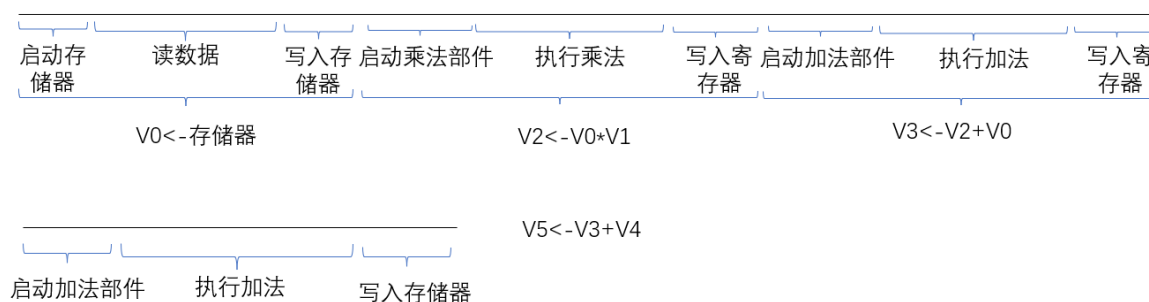 启动存
储器
读数据
写入存
储器
启动乘法部件
执行乘法
写入寄
存器
启动加法部件
执行加法
写入寄
存器
V0<-存储器
V2<-V0*V1
V3<-V2+V0
V5<-V3+V4
启动加法部件
执行加法
写入存储器